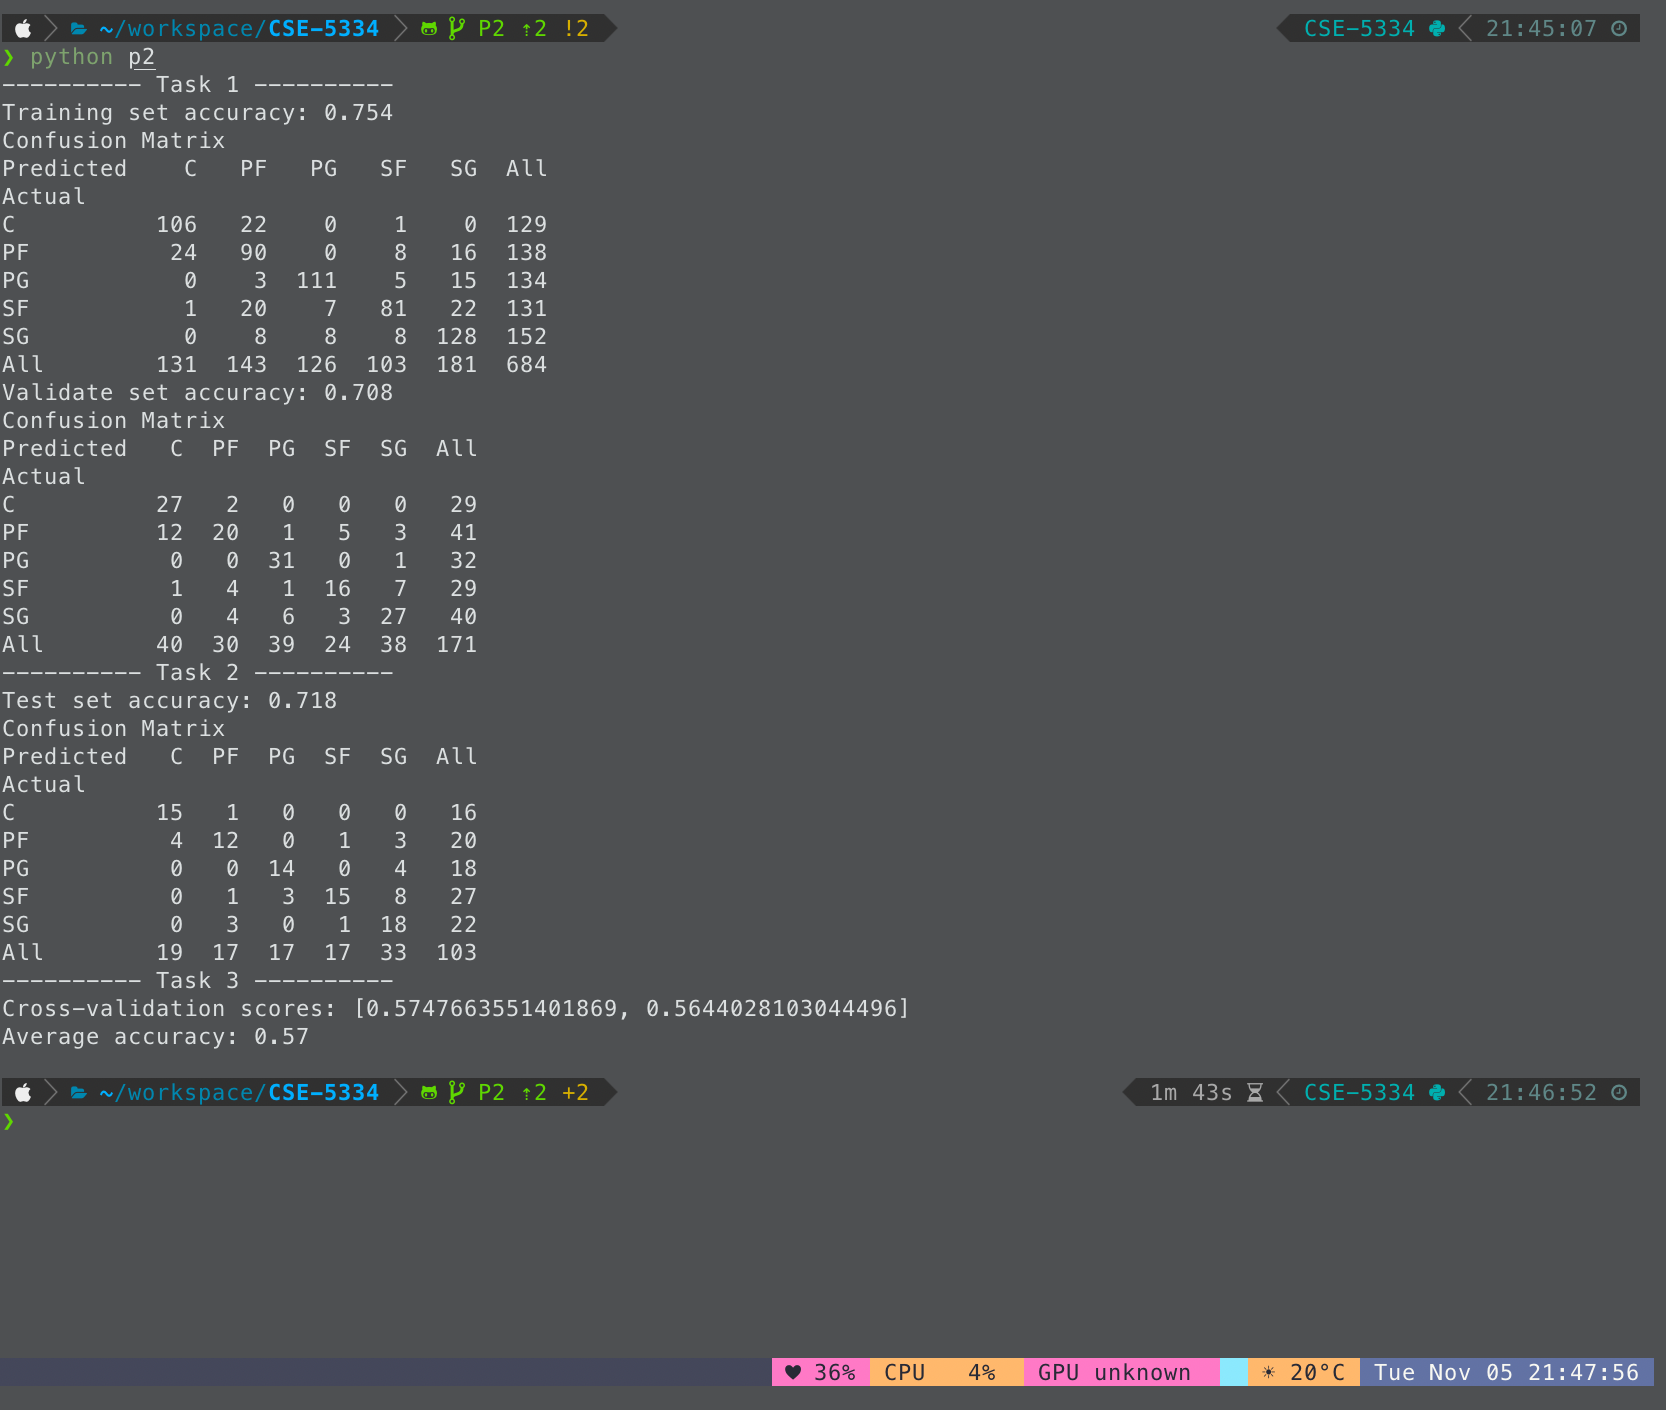 ~/workspace/CSE-5334 P2 ⇡2 !2 CSE-5334 21:45:07
❯ python p2
---------- Task 1 ----------
Training set accuracy: 0.754
Confusion Matrix
Predicted    C   PF   PG   SF   SG  All
Actual
C          106   22    0    1    0  129
PF          24   90    0    8   16  138
PG           0    3  111    5   15  134
SF           1   20    7   81   22  131
SG           0    8    8    8  128  152
All        131  143  126  103  181  684
Validate set accuracy: 0.708
Confusion Matrix
Predicted   C  PF  PG  SF  SG  All
Actual
C          27   2   0   0   0   29
PF         12  20   1   5   3   41
PG          0   0  31   0   1   32
SF          1   4   1  16   7   29
SG          0   4   6   3  27   40
All        40  30  39  24  38  171
---------- Task 2 ----------
Test set accuracy: 0.718
Confusion Matrix
Predicted   C  PF  PG  SF  SG  All
Actual
C          15   1   0   0   0   16
PF          4  12   0   1   3   20
PG          0   0  14   0   4   18
SF          0   1   3  15   8   27
SG          0   3   0   1  18   22
All        19  17  17  17  33  103
---------- Task 3 ----------
Cross-validation scores: [0.5747663551401869, 0.5644028103044496]
Average accuracy: 0.57
~/workspace/CSE-5334 P2 ⇡2 +2 1m 43s CSE-5334 21:46:52
❯
♥ 36% CPU 4% GPU unknown ☀ 20°C Tue Nov 05 21:47:56